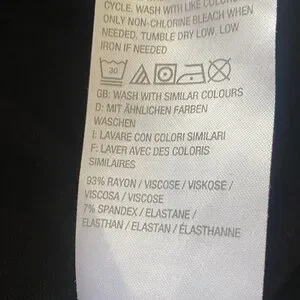 CYCLE. WASH WITH LIKE COLORS
ONLY NON-CHLORINE BLEACH WHEN
NEEDED. TUMBLE DRY LOW. LOW
IRON IF NEEDED
30
GB: WASH WITH SIMILAR COLOURS
D: MIT ÄHNLICHEN FARBEN
WASCHEN
I: LAVARE CON COLORI SIMILARI
F: LAVER AVEC DES COLORIS
SIMILAIRES
93% RAYON / VISCOSE / VISKOSE /
VISCOSA / VISCOSE
7% SPANDEX / ELASTANE /
ELASTHAN / ELASTAN / ÉLASTHANNE